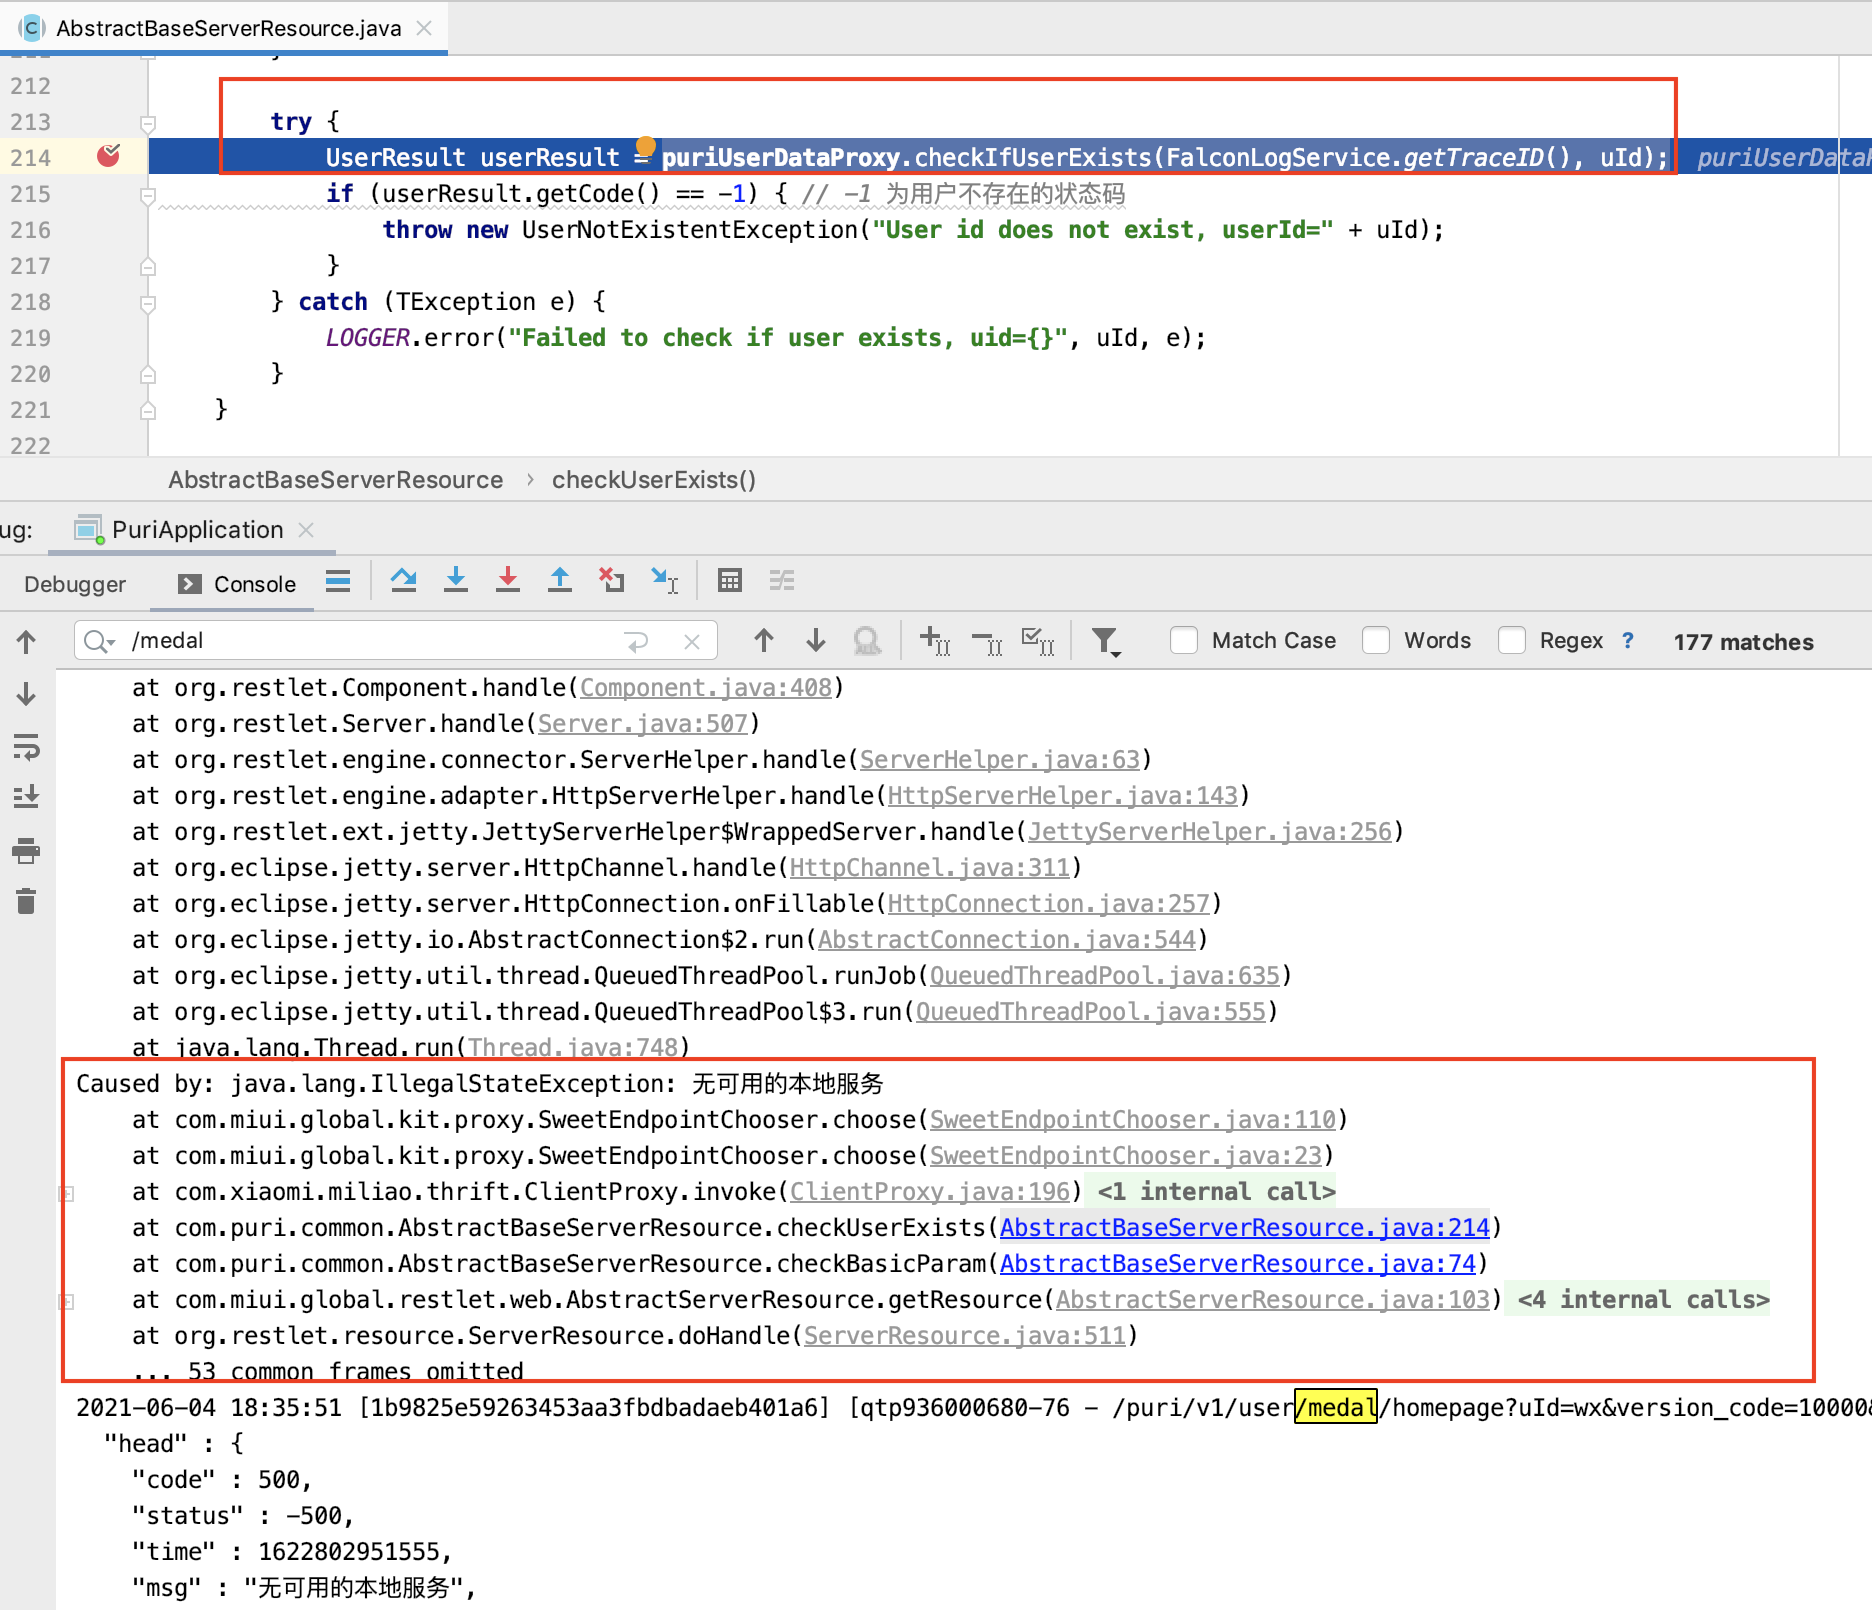 AbstractBaseServerResource.java
212
213 try {
214 UserResult userResult = puriUserDataProxy.checkIfUserExists(FalconLogService.getTraceID(), uId); puriUserData
215 if (userResult.getCode() == -1) { // -1 为用户不存在的状态码
216 throw new UserNotExistentException("User id does not exist, userId=" + uId);
217 }
218 } catch (TException e) {
219 LOGGER.error("Failed to check if user exists, uid={}", uId, e);
220 }
221 }
222
AbstractBaseServerResource › checkUserExists()
ug: PuriApplication
Debugger Console
/medal Match Case Words Regex ? 177 matches
at org.restlet.Component.handle(Component.java:408)
at org.restlet.Server.handle(Server.java:507)
at org.restlet.engine.connector.ServerHelper.handle(ServerHelper.java:63)
at org.restlet.engine.adapter.HttpServerHelper.handle(HttpServerHelper.java:143)
at org.restlet.ext.jetty.JettyServerHelper$WrappedServer.handle(JettyServerHelper.java:256)
at org.eclipse.jetty.server.HttpChannel.handle(HttpChannel.java:311)
at org.eclipse.jetty.server.HttpConnection.onFillable(HttpConnection.java:257)
at org.eclipse.jetty.io.AbstractConnection$2.run(AbstractConnection.java:544)
at org.eclipse.jetty.util.thread.QueuedThreadPool.runJob(QueuedThreadPool.java:635)
at org.eclipse.jetty.util.thread.QueuedThreadPool$3.run(QueuedThreadPool.java:555)
at java.lang.Thread.run(Thread.java:748)
Caused by: java.lang.IllegalStateException: 无可用的本地服务
at com.miui.global.kit.proxy.SweetEndpointChooser.choose(SweetEndpointChooser.java:110)
at com.miui.global.kit.proxy.SweetEndpointChooser.choose(SweetEndpointChooser.java:23)
at com.xiaomi.miliao.thrift.ClientProxy.invoke(ClientProxy.java:196) <1 internal call>
at com.puri.common.AbstractBaseServerResource.checkUserExists(AbstractBaseServerResource.java:214)
at com.puri.common.AbstractBaseServerResource.checkBasicParam(AbstractBaseServerResource.java:74)
at com.miui.global.restlet.web.AbstractServerResource.getResource(AbstractServerResource.java:103) <4 internal calls>
at org.restlet.resource.ServerResource.doHandle(ServerResource.java:511)
... 53 common frames omitted
2021-06-04 18:35:51 [1b9825e59263453aa3fbdbadaeb401a6] [qtp936000680-76 - /puri/v1/user/medal/homepage?uId=wx&version_code=10000&
"head" : {
"code" : 500,
"status" : -500,
"time" : 1622802951555,
"msg" : "无可用的本地服务",